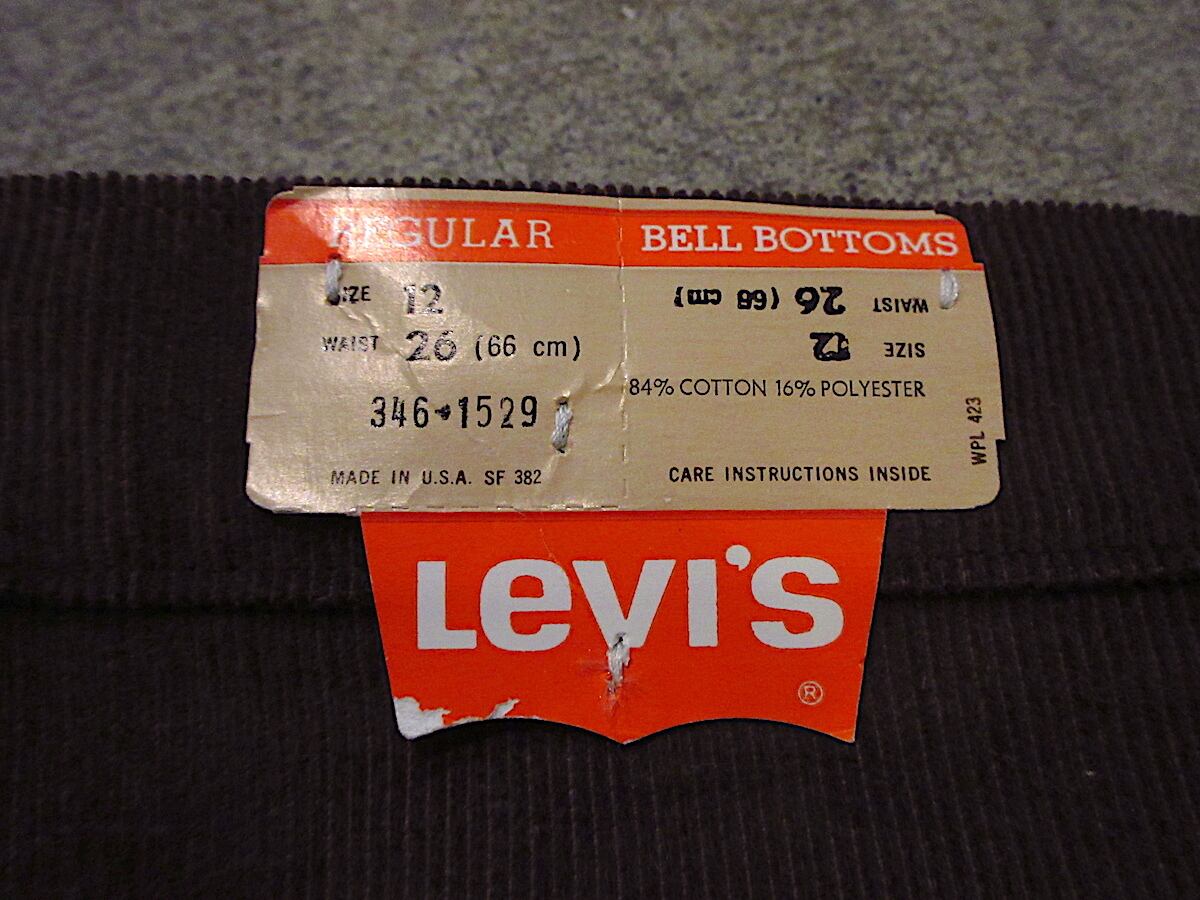 REGULAR
SIZE 12
WAIST 26 (66 cm)
346-1529
MADE IN U.S.A. SF 382
BELL BOTTOMS
WAIST 26 (66 cm)
SIZE 12
84% COTTON 16% POLYESTER
CARE INSTRUCTIONS INSIDE
WPL 423
LEVI'S
®